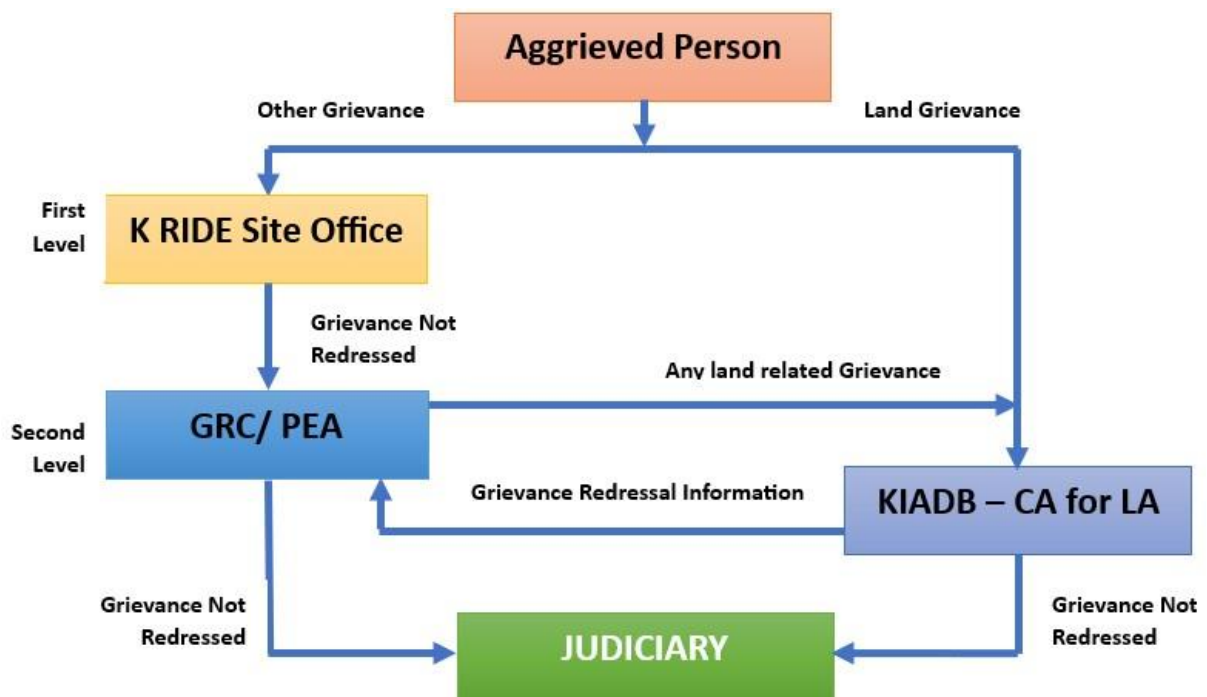 Aggrieved Person
Other Grievance
Land Grievance
First
Level
K RIDE Site Office
Grievance Not
Redressed
Any land related Grievance
Second
Level
GRC/ PEA
Grievance Redressal Information
KIADB – CA for LA
Grievance Not
Redressed
JUDICIARY
Grievance Not
Redressed